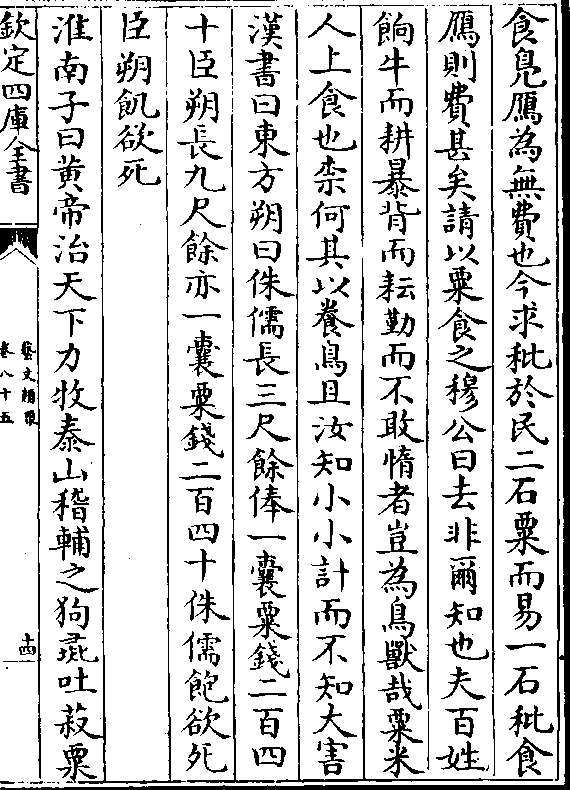 食鳬鴈為無費也今求秕於民二石粟而易一石秕食
鴈則費甚矣請以粟食之穆公曰去非爾知也夫百姓
餉牛而耕暴背而耘勤而不敢惰者豈為鳥獸哉粟米
人上食也柰何其以養鳥且汝知小小計而不知大害
漢書曰東方朔曰侏儒長三尺餘俸一囊粟錢二百四
十臣朔長九尺餘亦一囊粟錢二百四十侏儒飽欲死
臣朔飢欲死
淮南子曰黄帝治天下力牧泰山稽輔之狗彘吐菽粟
欽定四庫全書
藝文類聚
卷八十五
十四